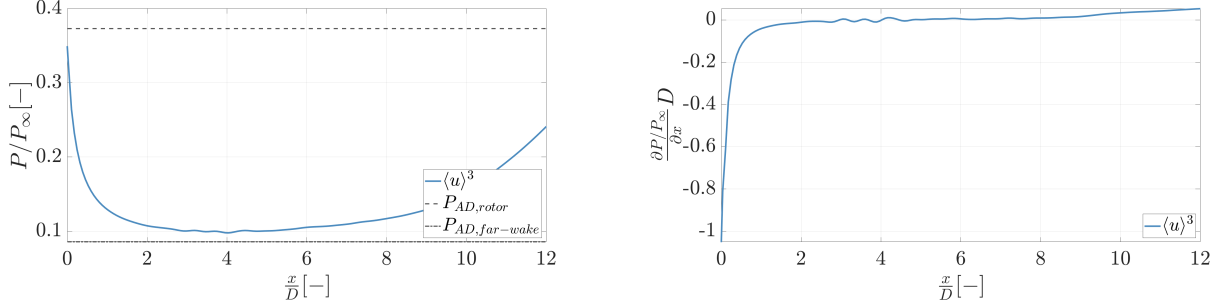 0.4
0.3
0.2
0.1
P/P∞[−]
0 2 4 6 8 10 12
x/D [−]
⟨u⟩³
P_{AD,rotor}
P_{AD,far−wake}
0
-0.2
-0.4
-0.6
-0.8
-1
∂P/P∞/∂x D
0 2 4 6 8 10 12
x/D [−]
⟨u⟩³